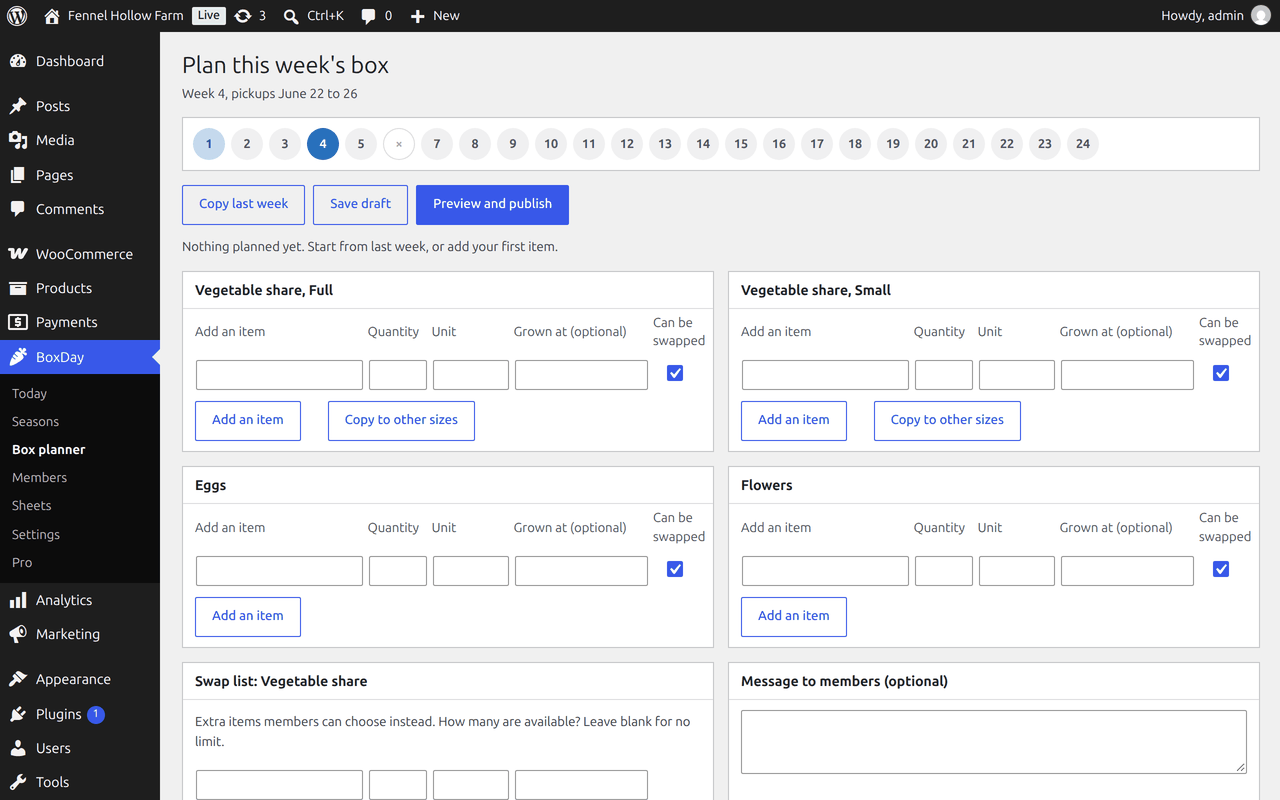 Fennel Hollow Farm Live 3 Ctrl+K 0 New Howdy, admin
Dashboard
Posts
Media
Pages
Comments
WooCommerce
Products
Payments
BoxDay
Today
Seasons
Box planner
Members
Sheets
Settings
Pro
Analytics
Marketing
Appearance
Plugins 1
Users
Tools
Plan this week's box
Week 4, pickups June 22 to 26
1 2 3 4 5 × 7 8 9 10 11 12 13 14 15 16 17 18 19 20 21 22 23 24
Copy last week Save draft Preview and publish
Nothing planned yet. Start from last week, or add your first item.
Vegetable share, Full
Add an item Quantity Unit Grown at (optional) Can be swapped
Add an item Copy to other sizes
Vegetable share, Small
Add an item Quantity Unit Grown at (optional) Can be swapped
Add an item Copy to other sizes
Eggs
Add an item Quantity Unit Grown at (optional) Can be swapped
Add an item
Flowers
Add an item Quantity Unit Grown at (optional) Can be swapped
Add an item
Swap list: Vegetable share
Extra items members can choose instead. How many are available? Leave blank for no
limit.
Message to members (optional)